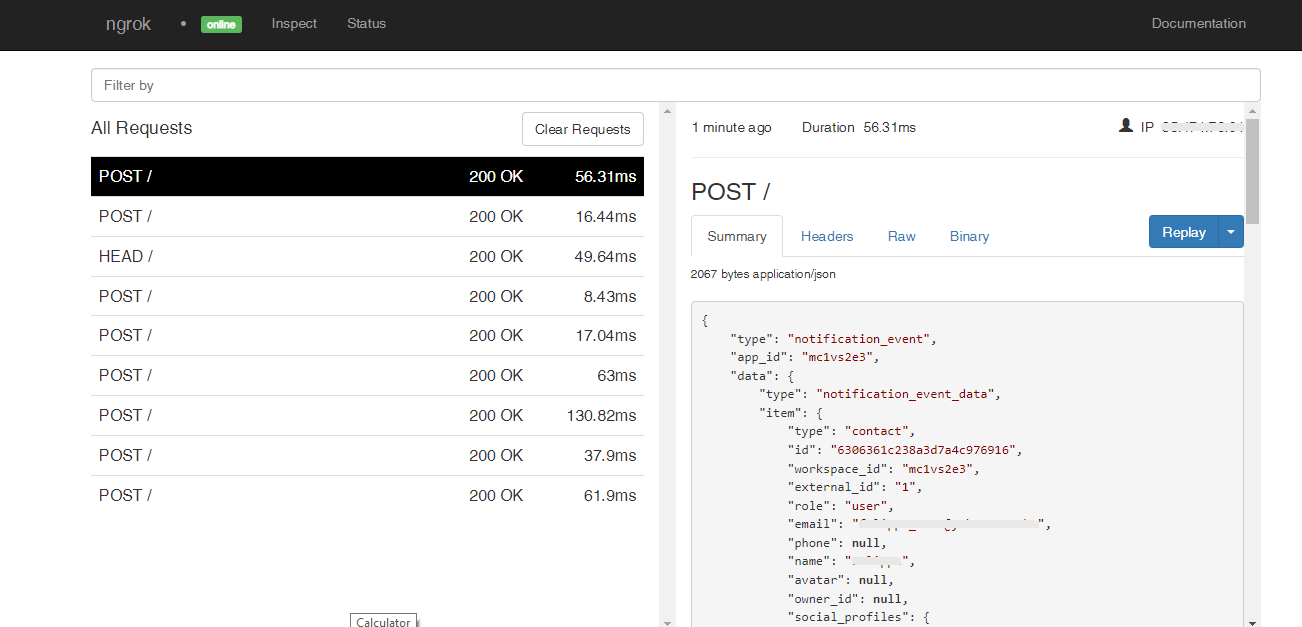 ngrok • online Inspect Status Documentation
Filter by
All Requests Clear Requests
POST / 200 OK 56.31ms
POST / 200 OK 16.44ms
HEAD / 200 OK 49.64ms
POST / 200 OK 8.43ms
POST / 200 OK 17.04ms
POST / 200 OK 63ms
POST / 200 OK 130.82ms
POST / 200 OK 37.9ms
POST / 200 OK 61.9ms
Calculator
1 minute ago Duration 56.31ms IP
POST /
Summary Headers Raw Binary Replay
2067 bytes application/json
{
"type": "notification_event",
"app_id": "mc1vs2e3",
"data": {
"type": "notification_event_data",
"item": {
"type": "contact",
"id": "6306361c238a3d7a4c976916",
"workspace_id": "mc1vs2e3",
"external_id": "1",
"role": "user",
"email": "",
"phone": null,
"name": "",
"avatar": null,
"owner_id": null,
"social_profiles": {